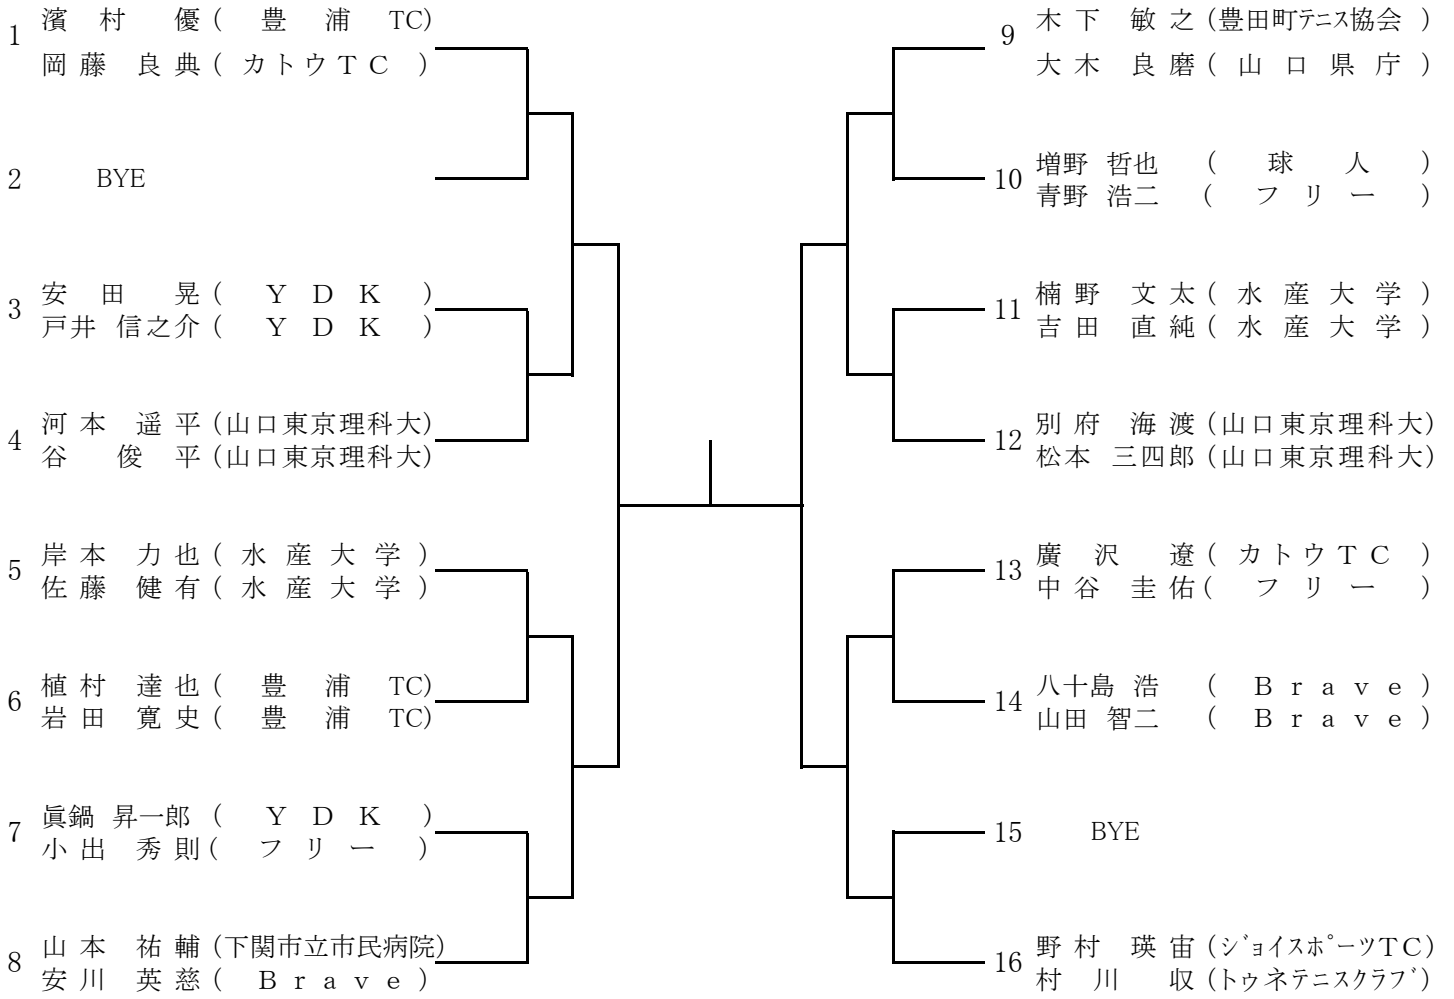 1 濱村 優 (豊浦TC)
岡藤 良典 (カトウTC)
2 BYE
3 安田 晃 (YDK)
戸井 信之介 (YDK)
4 河本 遥平 (山口東京理科大)
谷 俊平 (山口東京理科大)
5 岸本 力也 (水産大学)
佐藤 健有 (水産大学)
6 植村 達也 (豊浦TC)
岩田 寛史 (豊浦TC)
7 眞鍋 昇一郎 (YDK)
小出 秀則 (フリー)
8 山本 祐輔 (下関市立市民病院)
安川 英慈 (Brave)
9 木下 敏之 (豊田町テニス協会)
大木 良磨 (山口県庁)
10 増野 哲也 (球人)
青野 浩二 (フリー)
11 楠野 文太 (水産大学)
吉田 直純 (水産大学)
12 別府 海渡 (山口東京理科大)
松本 三四郎 (山口東京理科大)
13 廣沢 遼 (カトウTC)
中谷 圭佑 (フリー)
14 八十島 浩 (Brave)
山田 智二 (Brave)
15 BYE
16 野村 瑛宙 (ジョイスポーツTC)
村川 収 (トゥネテニスクラブ)